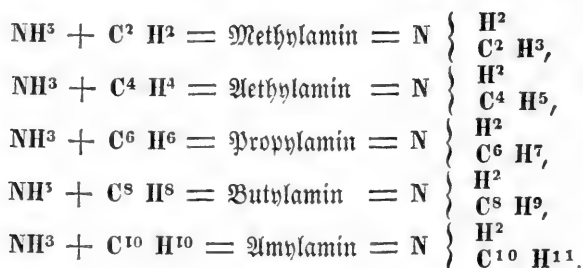 NH³ + C² H² = Methylamin = N { H² C² H³,
NH³ + C⁴ H⁴ = Aethylamin = N { H² C⁴ H⁵,
NH³ + C⁶ H⁶ = Propylamin = N { H² C⁶ H⁷,
NH³ + C⁸ H⁸ = Butylamin = N { H² C⁸ H⁹,
NH³ + C¹⁰ H¹⁰ = Amylamin = N { H² C¹⁰ H¹¹.